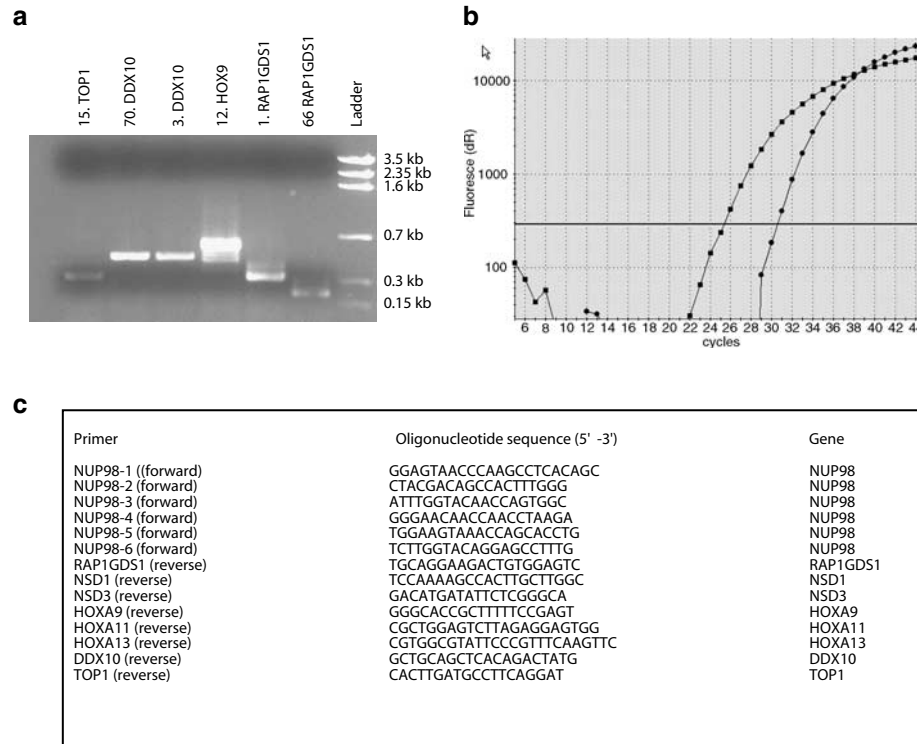 a
15. TOP1
70. DDX10
3. DDX10
12. HOX9
1. RAP1GDS1
66 RAP1GDS1
Ladder
3.5 kb
2.35 kb
1.6 kb
0.7 kb
0.3 kb
0.15 kb
b
Fluoresce (dR)
10000
1000
100
6 8 10 12 14 16 18 20 22 24 26 28 30 32 34 36 38 40 42 44
cycles
c
Primer Oligonucleotide sequence (5' -3') Gene
NUP98-1 ((forward) GGAGTAACCCAAGCCTCACAGC NUP98
NUP98-2 (forward) CTACGACAGCCACTTTGGG NUP98
NUP98-3 (forward) ATTTGGTACAACCAGTGGC NUP98
NUP98-4 (forward) GGGAACAACCAACCTAAGA NUP98
NUP98-5 (forward) TGGAAGTAAACCAGCACCTG NUP98
NUP98-6 (forward) TCTTGGTACAGGAGCCTTTG NUP98
RAP1GDS1 (reverse) TGCAGGAAGACTGTGGAGTC RAP1GDS1
NSD1 (reverse) TCCAAAAGCCACTTGCTTGGC NSD1
NSD3 (reverse) GACATGATATTCTCGGGCA NSD3
HOXA9 (reverse) GGGCACCGCTTTTTCCGAGT HOXA9
HOXA11 (reverse) CGCTGGAGTCTTAGAGGAGTGG HOXA11
HOXA13 (reverse) CGTGGCGTATTCCCGTTTCAAGTTC HOXA13
DDX10 (reverse) GCTGCAGCTCACAGACTATG DDX10
TOP1 (reverse) CACTTGATGCCTTCAGGAT TOP1